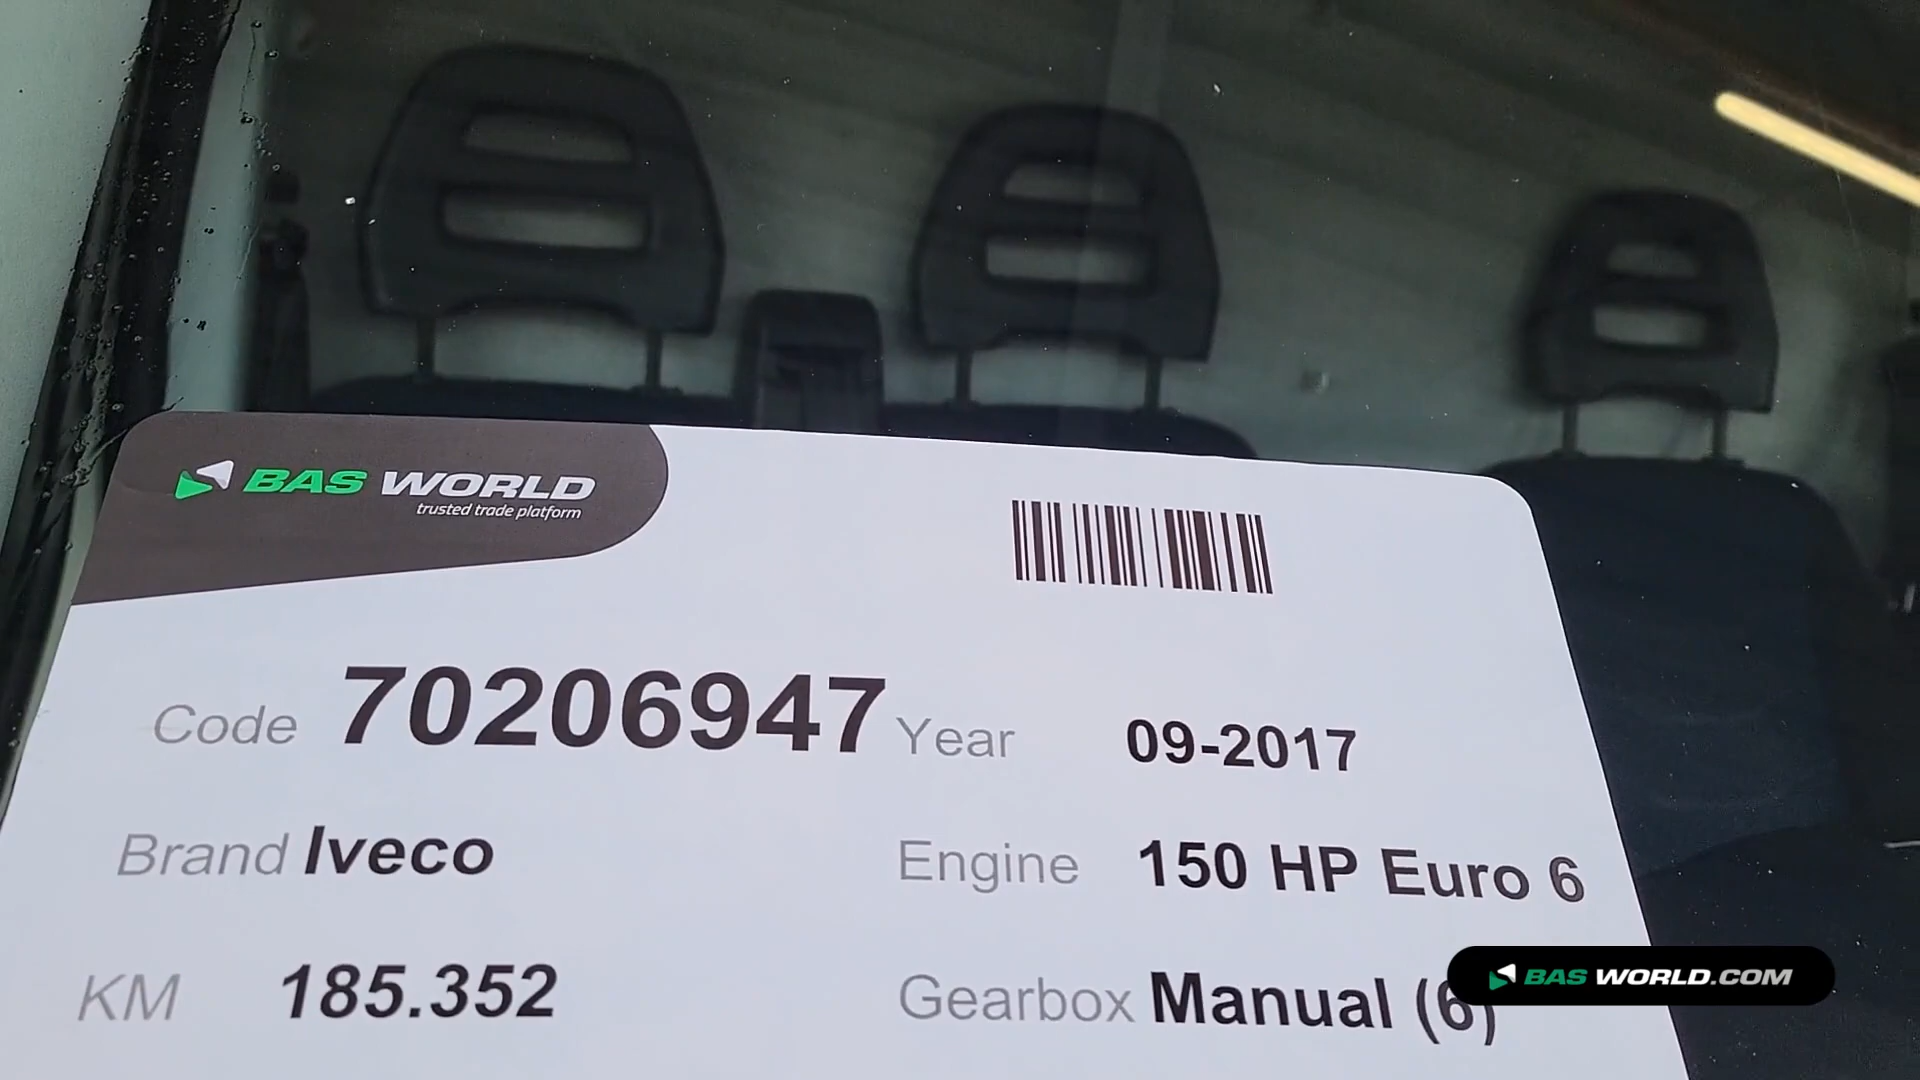 BAS WORLD
trusted trade platform
Code 70206947 Year 09-2017
Brand Iveco Engine 150 HP Euro 6
KM 185.352 Gearbox Manual (6)
BAS WORLD.COM